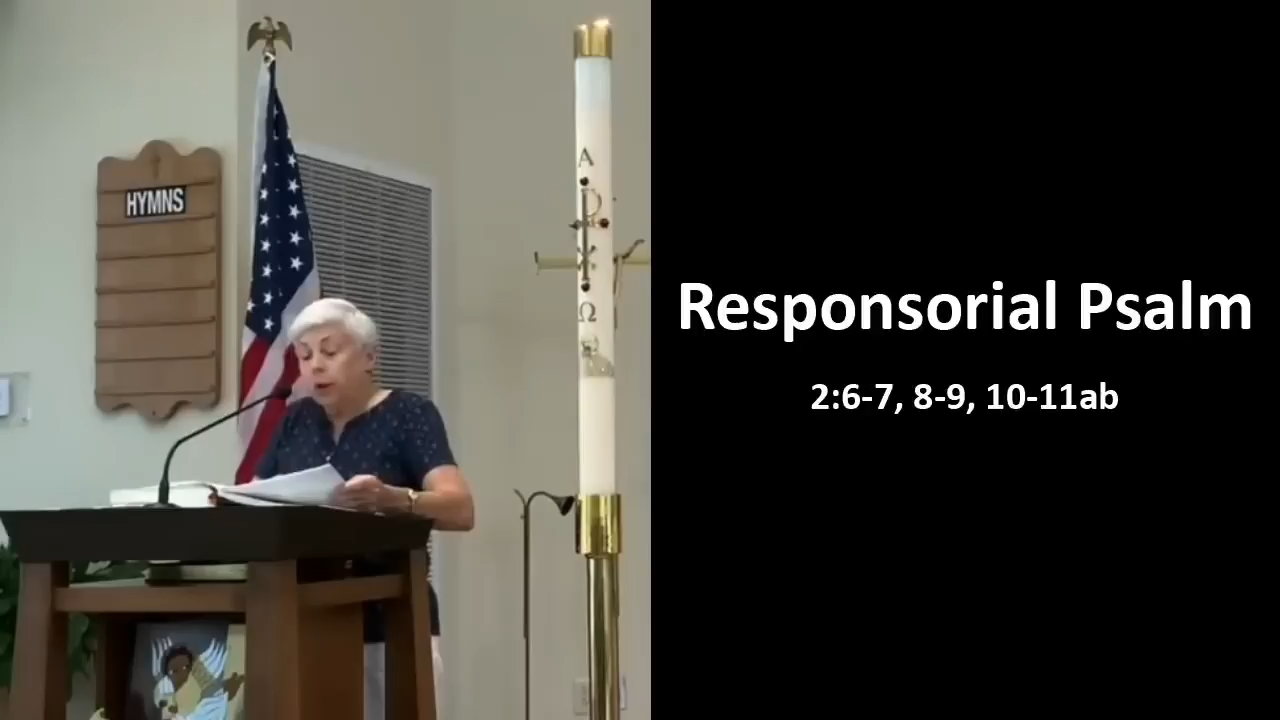 HYMNS
Α
Ω
Responsorial Psalm
2:6-7, 8-9, 10-11ab